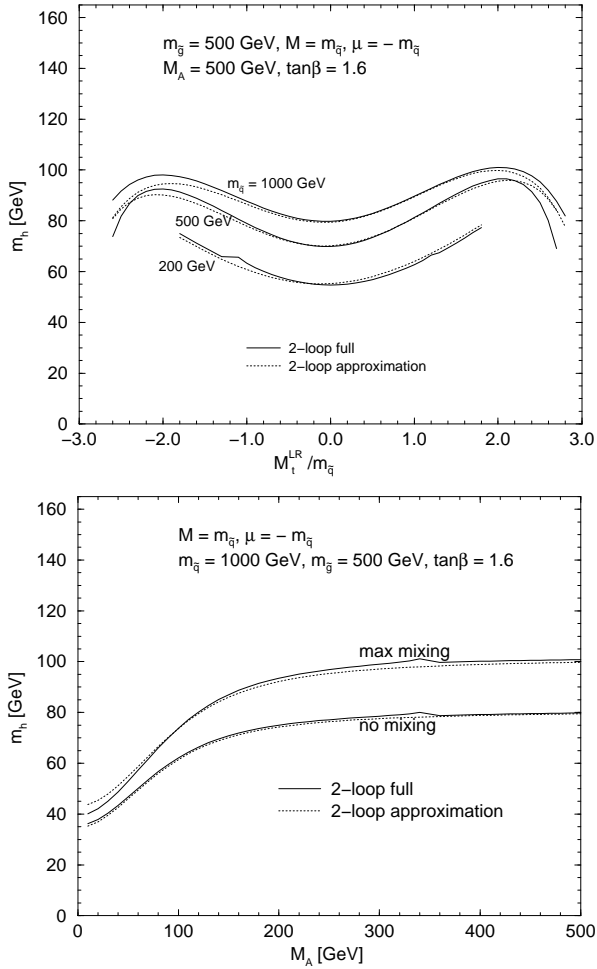 160
140
120
100
80
60
40
20
0
m_h [GeV]
m_g̃ = 500 GeV, M = m_q̃, μ = − m_q̃
M_A = 500 GeV, tanβ = 1.6
m_q̃ = 1000 GeV
500 GeV
200 GeV
2−loop full
2−loop approximation
−3.0 −2.0 −1.0 0.0 1.0 2.0 3.0
M_t^LR /m_q̃
160
140
120
100
80
60
40
20
0
m_h [GeV]
M = m_q̃, μ = − m_q̃
m_q̃ = 1000 GeV, m_g̃ = 500 GeV, tanβ = 1.6
max mixing
no mixing
2−loop full
2−loop approximation
0 100 200 300 400 500
M_A [GeV]